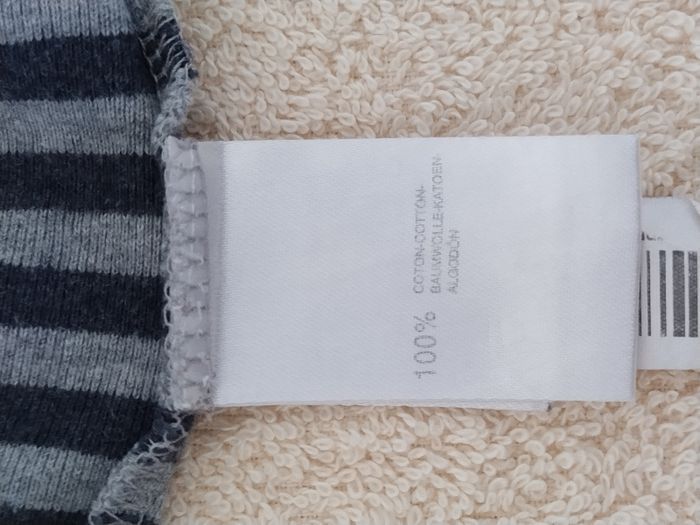 100% COTON-COTTON-
BAUMWOLLE-KATOEN-
ALGODÓN